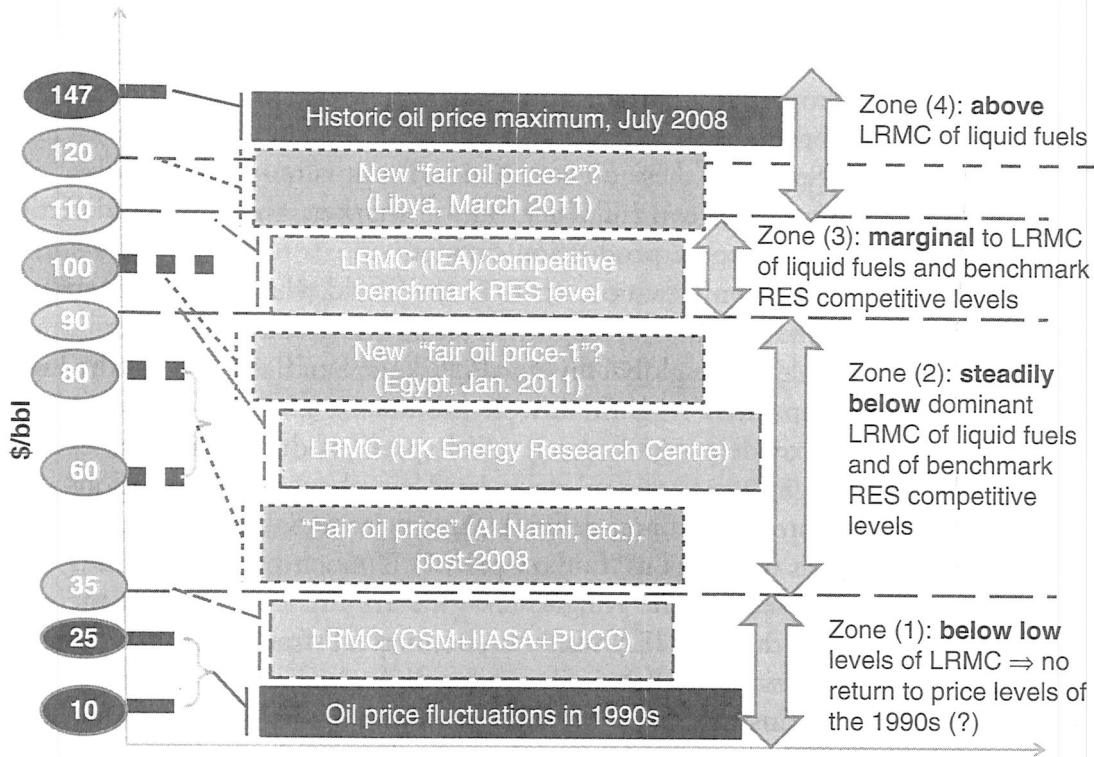 147
120
110
100
90
80
60
35
25
10
$/bbl
Historic oil price maximum, July 2008
New “fair oil price-2”?
(Libya, March 2011)
LRMC (IEA)/competitive
benchmark RES level
New “fair oil price-1”?
(Egypt, Jan. 2011)
LRMC (UK Energy Research Centre)
“Fair oil price” (Al-Naimi, etc.),
post-2008
LRMC (CSM+IIASA+PUCC)
Oil price fluctuations in 1990s
Zone (4): above
LRMC of liquid fuels
Zone (3): marginal to LRMC
of liquid fuels and benchmark
RES competitive levels
Zone (2): steadily
below dominant
LRMC of liquid fuels
and of benchmark
RES competitive
levels
Zone (1): below low
levels of LRMC ⇒ no
return to price levels of
the 1990s (?)